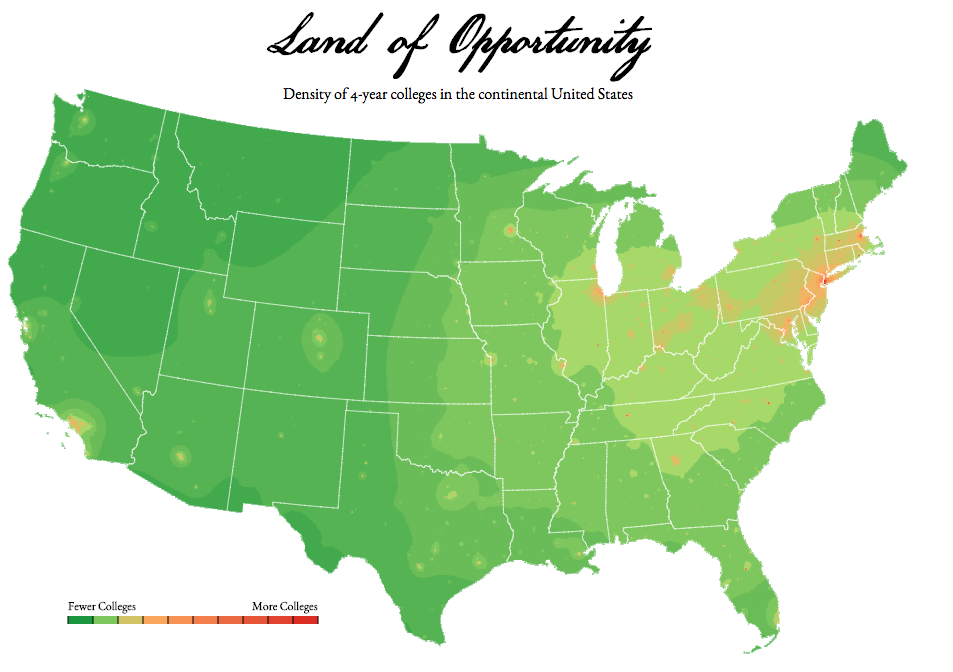 Land of Opportunity
Density of 4-year colleges in the continental United States
Fewer Colleges More Colleges